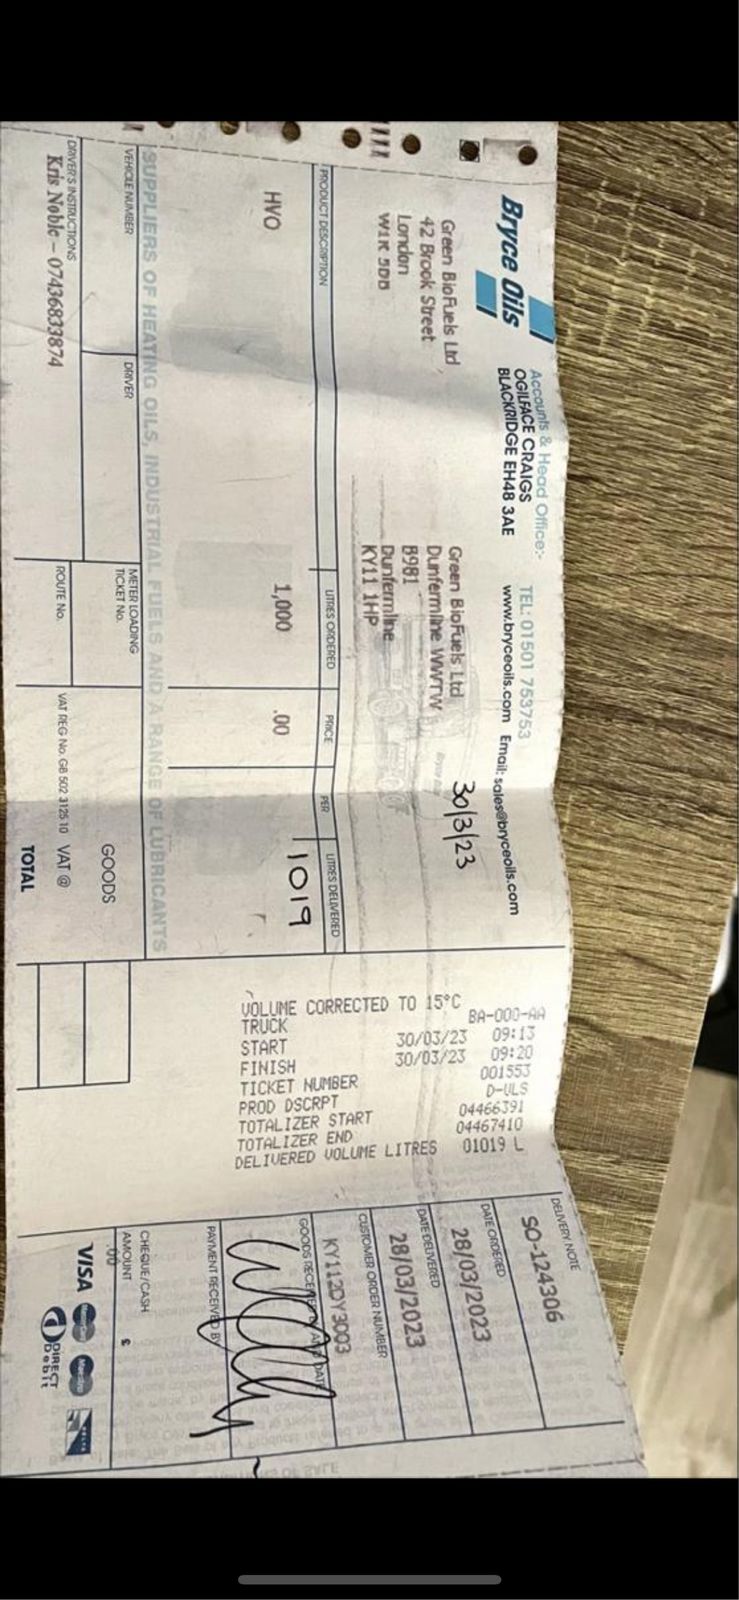 Bryce Oils
Accounts & Head Office:-
OGILFACE CRAIGS
BLACKRIDGE EH48 3AE
TEL: 01501 753753
www.bryceoils.com Email: sales@bryceoils.com
Green BioFuels Ltd
42 Brook Street
London
W1K 5DB
Green BioFuels Ltd
Dunfermline WWTW
B981
Dunfermline
KY11 1HP
30/3/23
PRODUCT DESCRIPTION
LITRES ORDERED
PRICE
PER
LITRES DELIVERED
HVO
1,000
.00
1019
SUPPLIERS OF HEATING OILS, INDUSTRIAL FUELS AND A RANGE OF LUBRICANTS
VEHICLE NUMBER
DRIVER
METER LOADING
TICKET No.
GOODS
DRIVER'S INSTRUCTIONS
Kris Noble – 07436833874
ROUTE No.
VAT REG No. GB 502 3125 10
VAT @
TOTAL
VOLUME CORRECTED TO 15°C
TRUCK BA-000-AA
START 30/03/23 09:13
FINISH 30/03/23 09:20
TICKET NUMBER 001553
PROD DSCRPT D-ULS
TOTALIZER START 04466391
TOTALIZER END 04467410
DELIVERED VOLUME LITRES 01019 L
DELIVERY NOTE
SO-124306
DATE ORDERED
28/03/2023
DATE DELIVERED
28/03/2023
CUSTOMER ORDER NUMBER
KY112DY3003
GOODS RECEIVED BY AND DATE
PAYMENT RECEIVED BY
CHEQUE/CASH
AMOUNT £
.00
VISA
Maestro
DIRECT
Debit